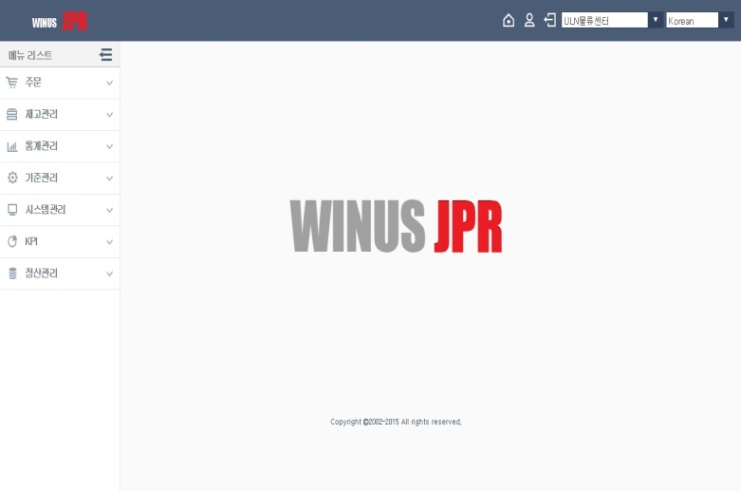 WINUS JPR
ULN물류센터
Korean
메뉴 리스트
주문
재고관리
통계관리
기준관리
시스템관리
KPI
정산관리
WINUS JPR
Copyright ©2002-2015 All rights reserved.